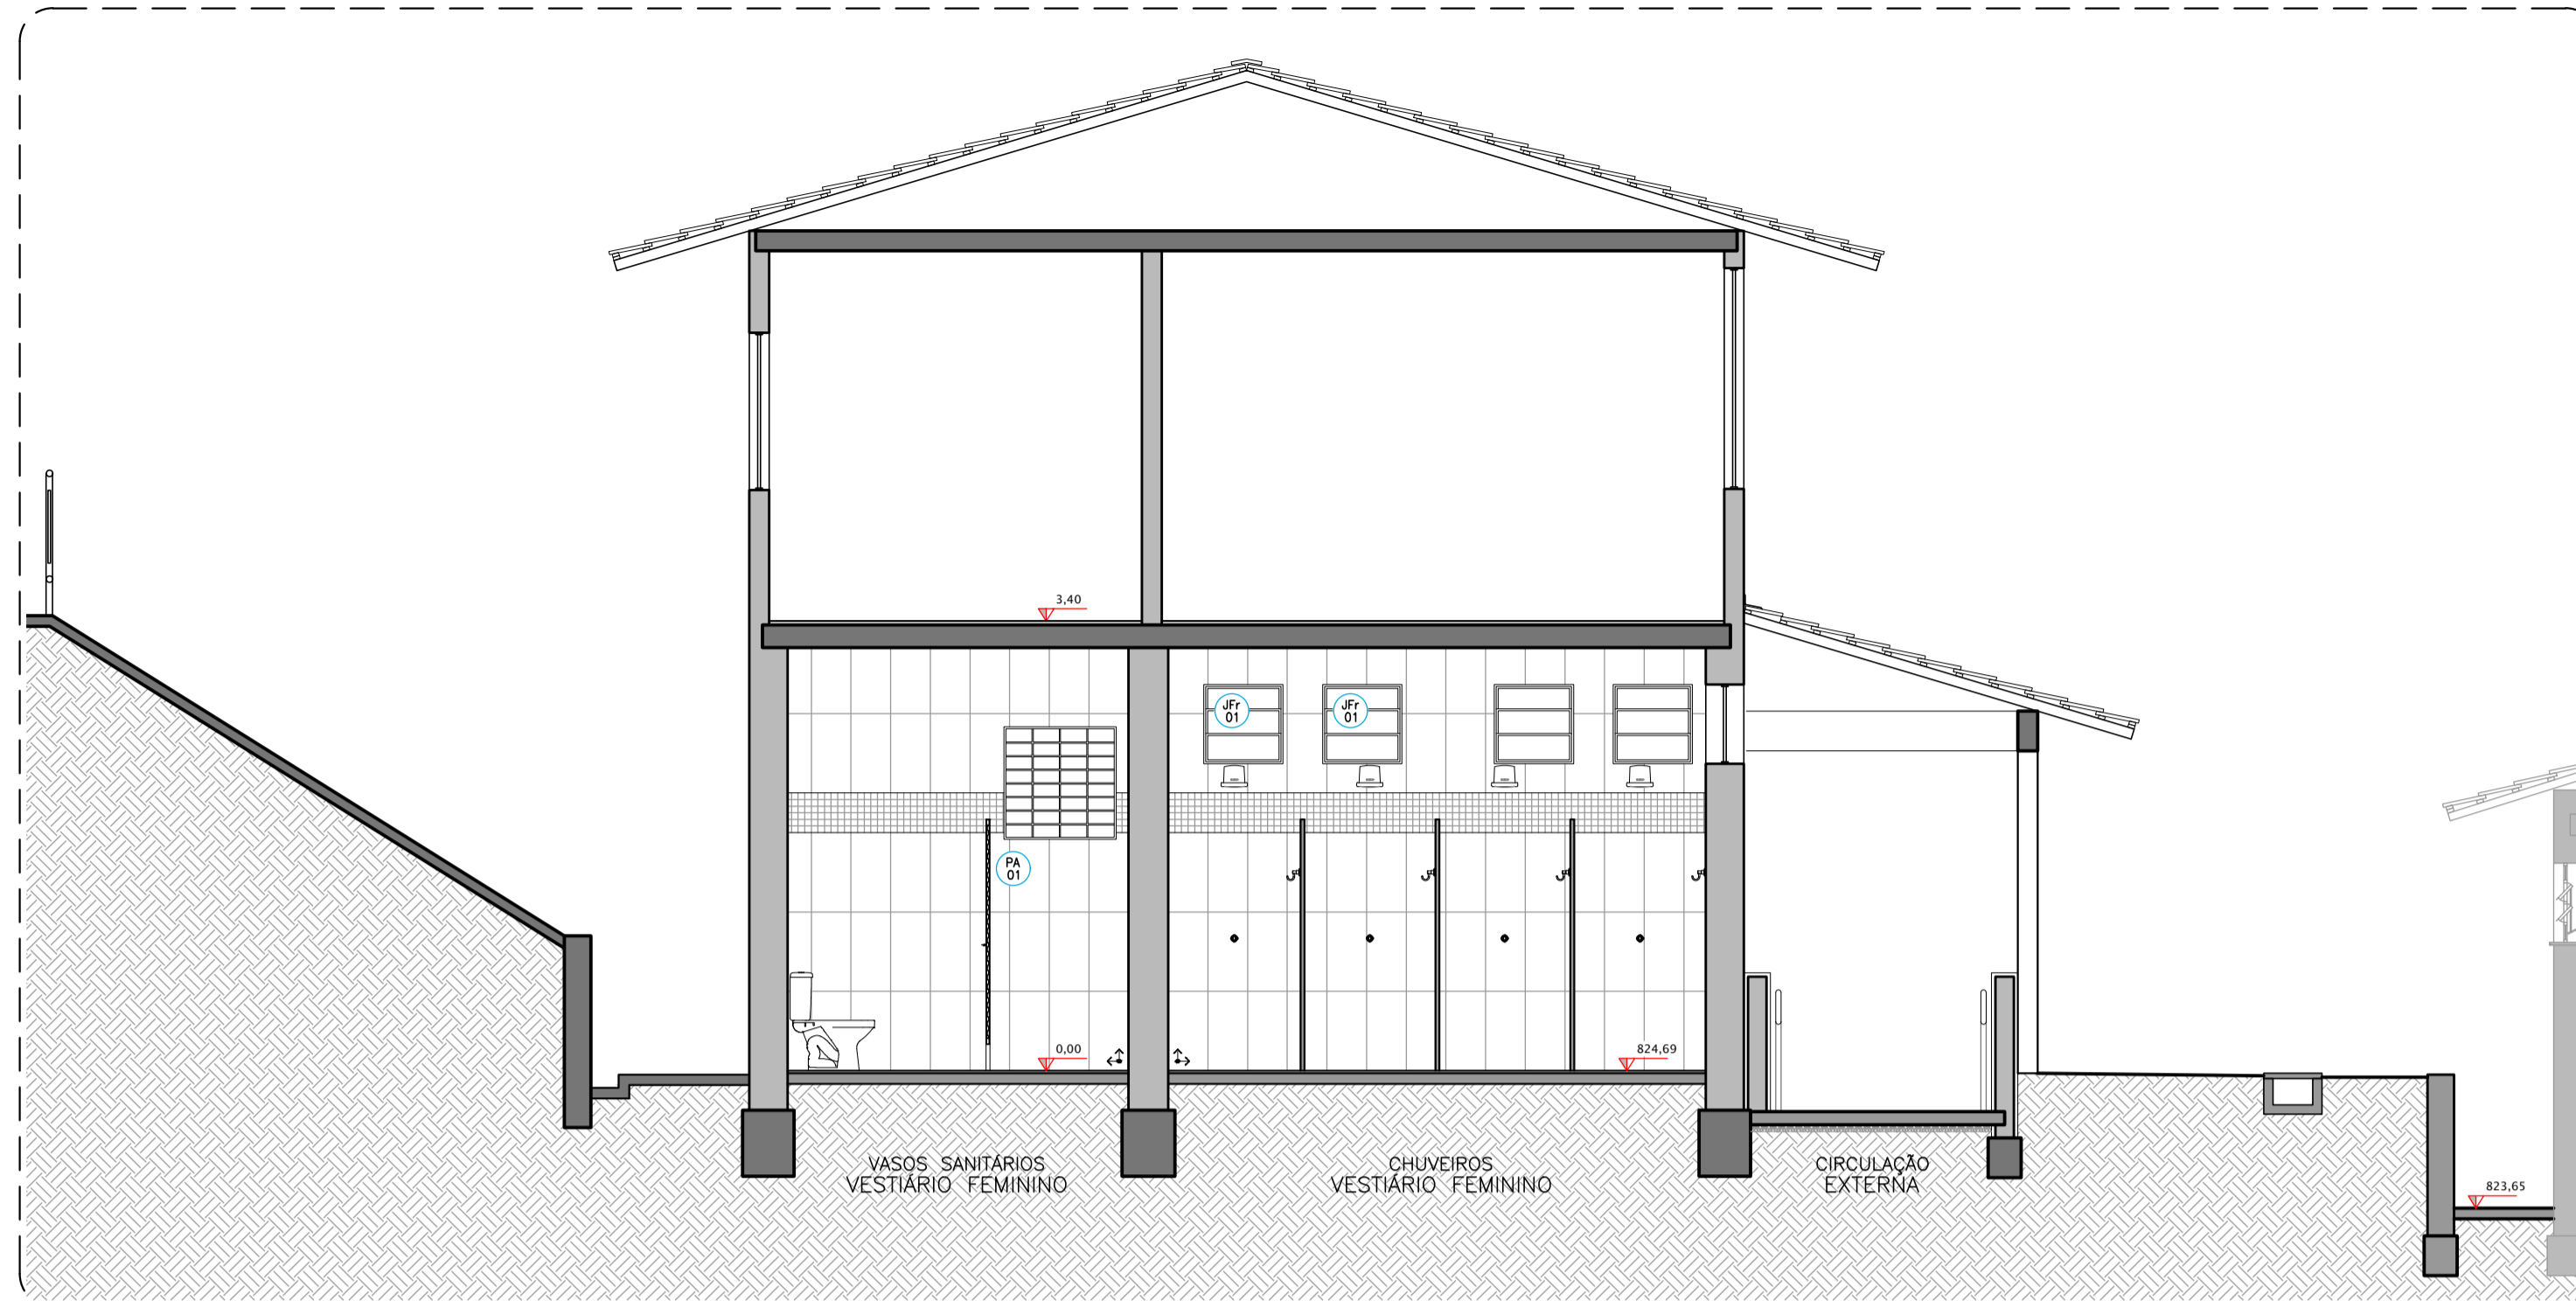 3,40
JFr
01
JFr
01
PA
01
0,00
824,69
VASOS SANITÁRIOS
VESTIÁRIO FEMININO
CHUVEIROS
VESTIÁRIO FEMININO
CIRCULAÇÃO
EXTERNA
823,65